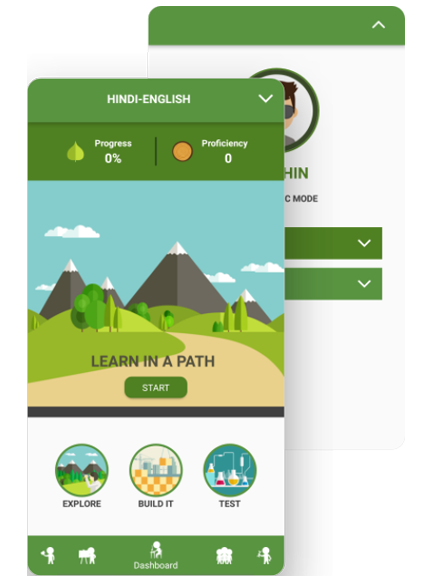 HINDI-ENGLISH
Progress
0%
Proficiency
0
HIN
C MODE
LEARN IN A PATH
START
EXPLORE
BUILD IT
TEST
Dashboard